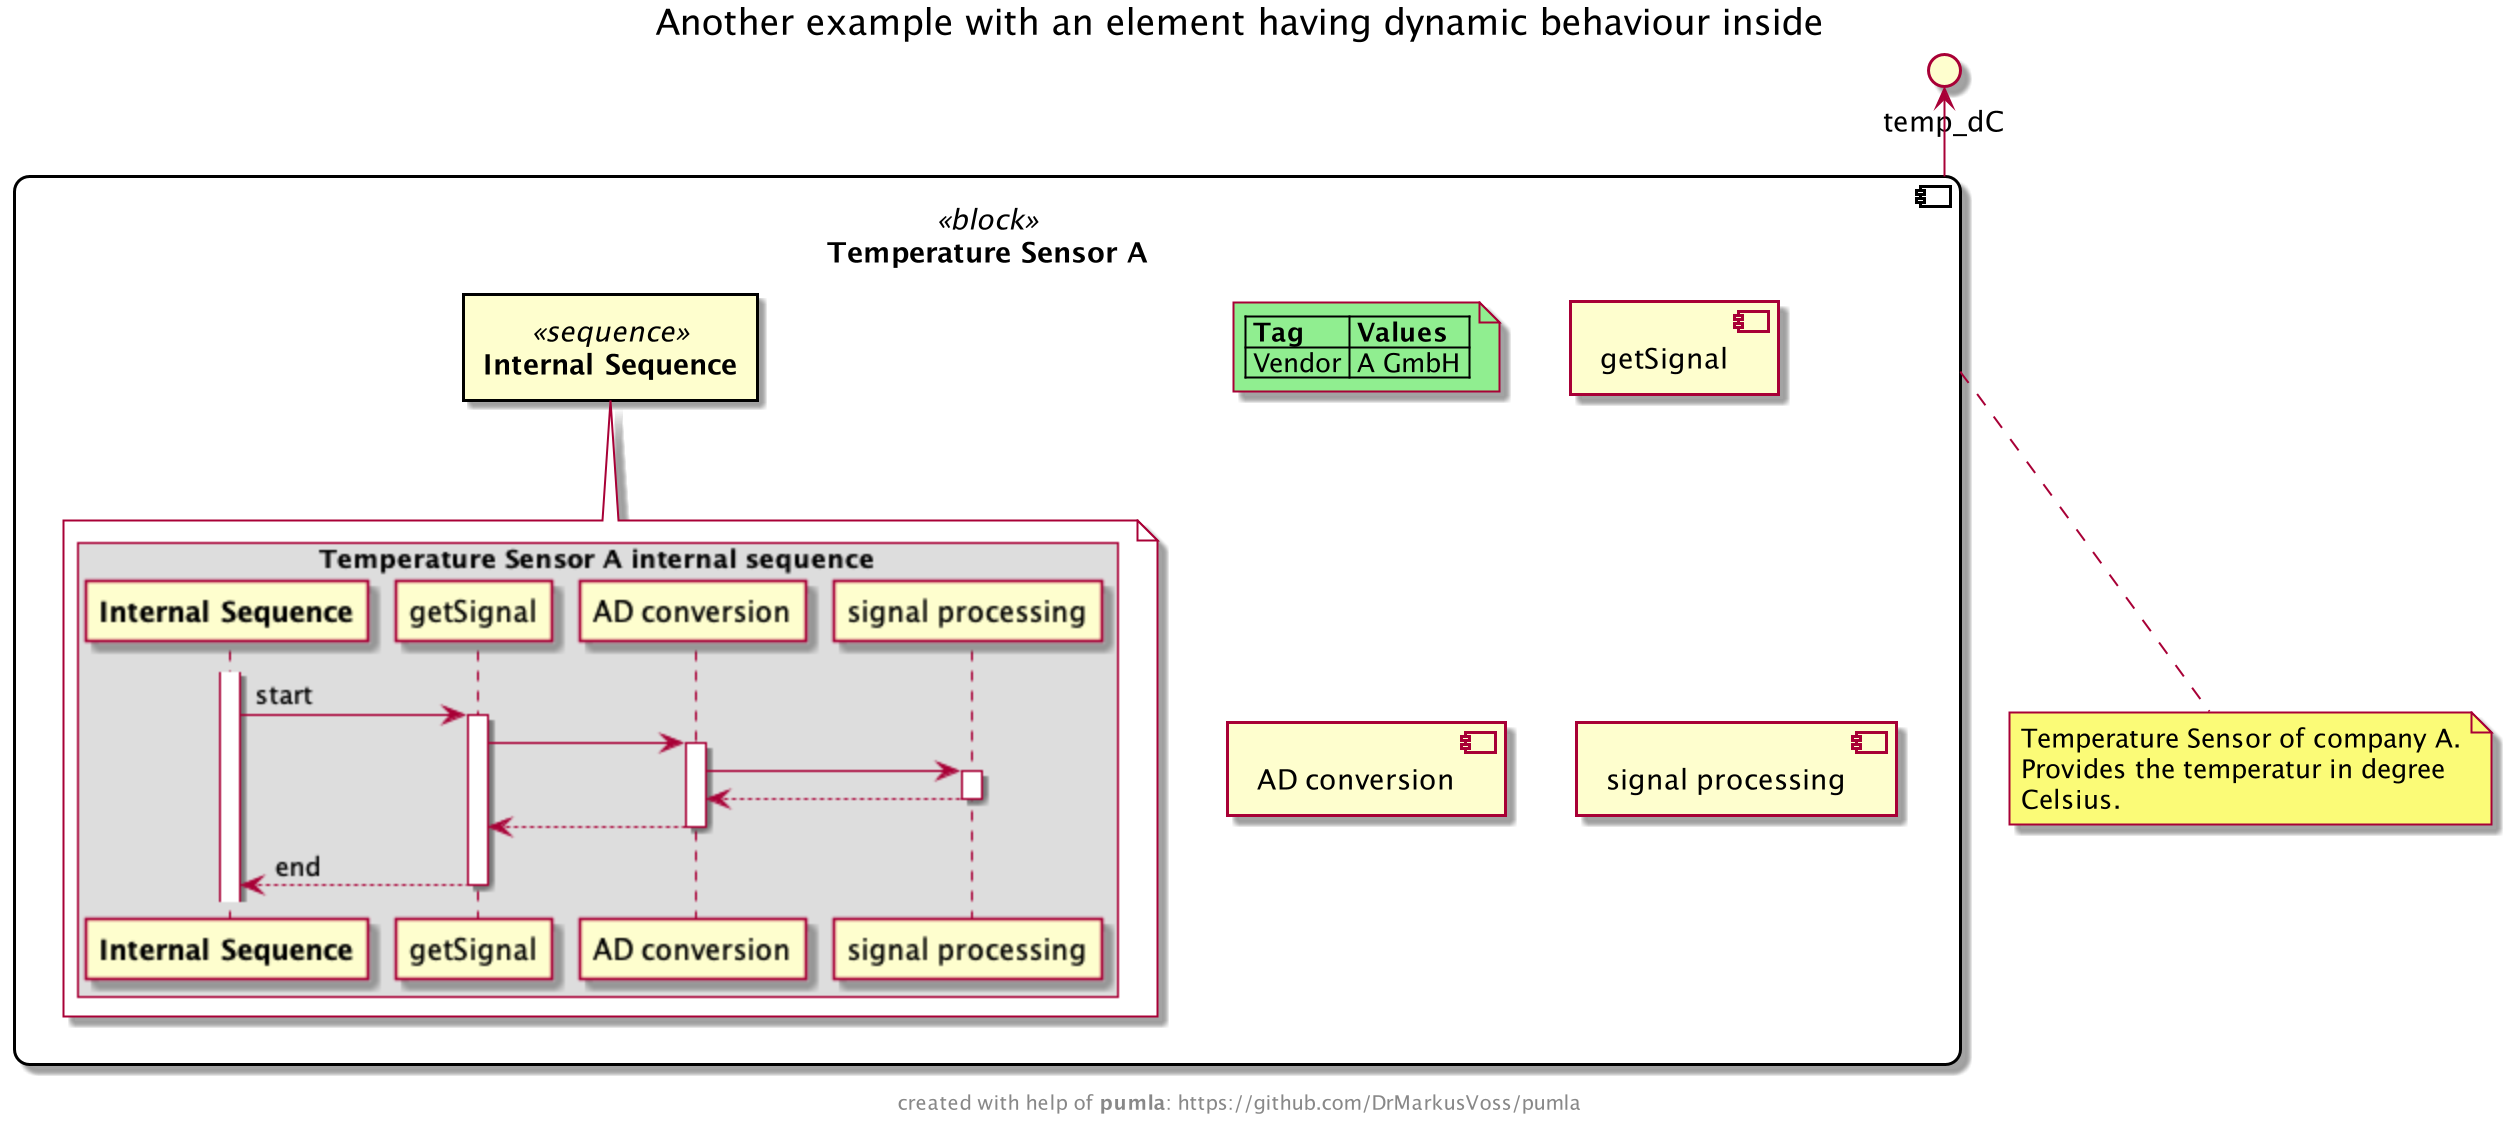 Another example with an element having dynamic behaviour inside
temp_dC
«block»
Temperature Sensor A
«sequence»
Internal Sequence
Tag Values
Vendor A GmbH
getSignal
Temperature Sensor A internal sequence
Internal Sequence getSignal AD conversion signal processing
start
end
Internal Sequence getSignal AD conversion signal processing
AD conversion
signal processing
Temperature Sensor of company A.
Provides the temperatur in degree
Celsius.
created with help of pumla: https://github.com/DrMarkusVoss/pumla